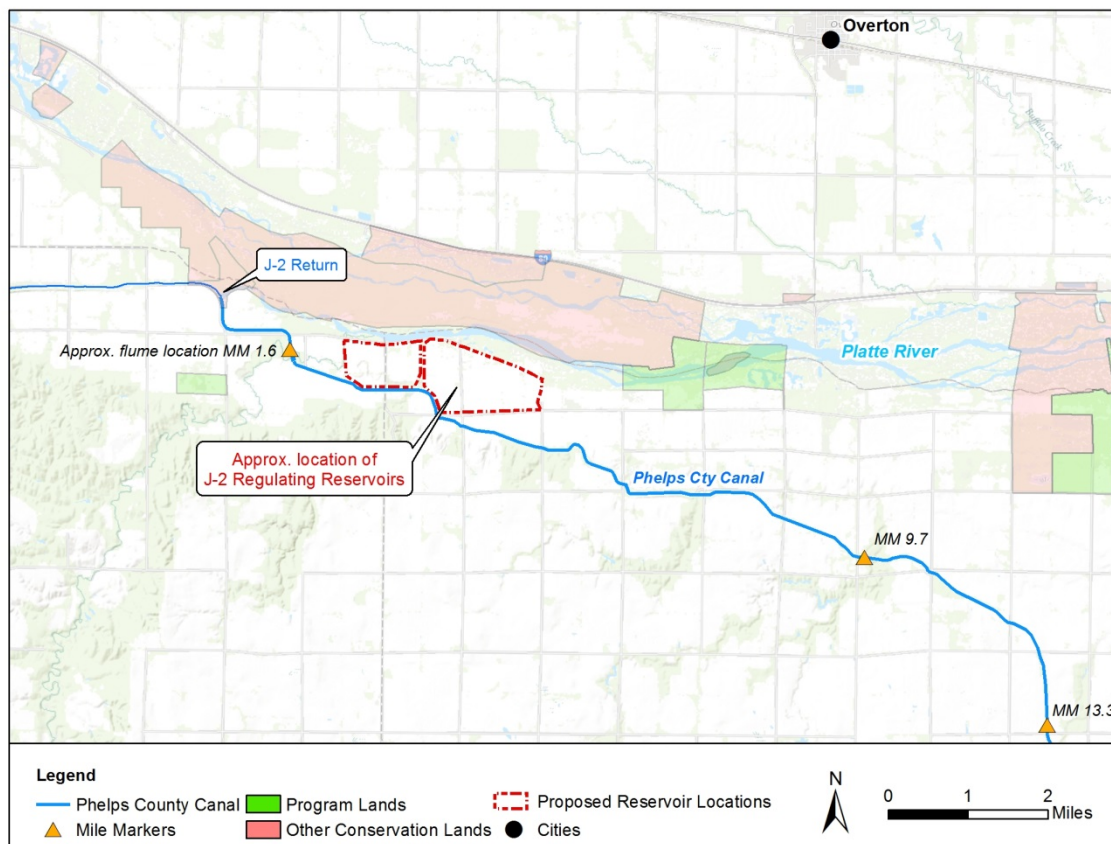 Overton
Buffalo Creek
J-2 Return
Approx. flume location MM 1.6
Platte River
Approx. location of
J-2 Regulating Reservoirs
Phelps Cty Canal
MM 9.7
MM 13.3
Legend
Phelps County Canal
Program Lands
Proposed Reservoir Locations
Mile Markers
Other Conservation Lands
Cities
N
0 1 2
Miles